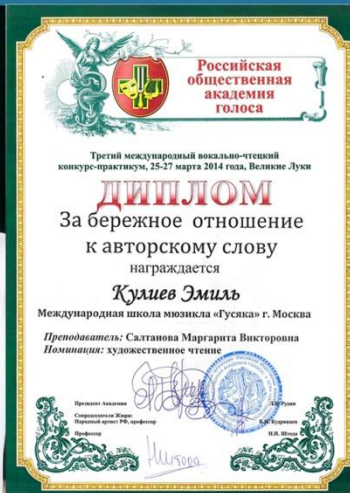 Российская
общественная
академия
голоса
Третий международный вокально-чтецкий
конкурс-практикум, 25-27 марта 2014 года, Великие Луки
ДИПЛОМ
За бережное отношение
к авторскому слову
награждается
Кулиев Эмиль
Международная школа мюзикла «Гусяка» г. Москва
Преподаватель: Салтанова Маргарита Викторовна
Номинация: художественное чтение
Президент Академии
Сопредседатели Жюри:
Народный артист РФ, профессор
Профессор